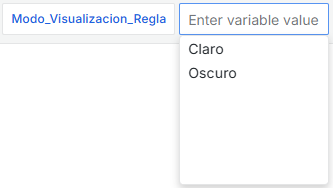 Modo_Visualizacion_Regla
Enter variable value
Claro
Oscuro